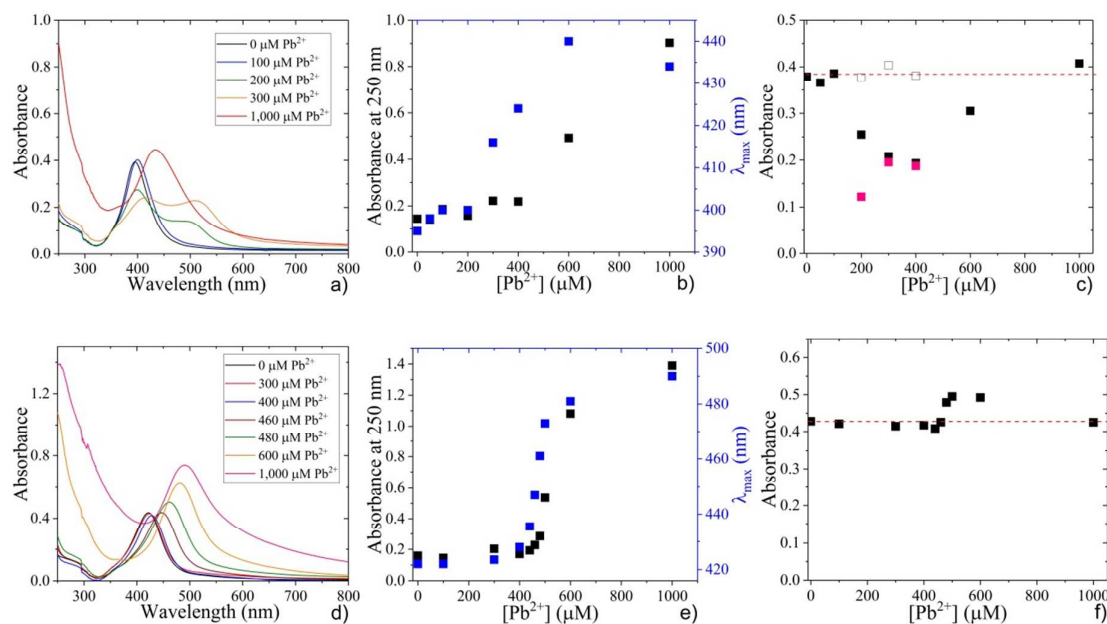 1.0
0.8
0.6
0.4
0.2
0.0
Absorbance
0 μM Pb²⁺
100 μM Pb²⁺
200 μM Pb²⁺
300 μM Pb²⁺
1,000 μM Pb²⁺
300 400 500 600 700 800
Wavelength (nm)
a)
1.0
0.8
0.6
0.4
0.2
0.0
Absorbance at 250 nm
440
430
420
410
400
390
λmax (nm)
0 200 400 600 800 1000
[Pb²⁺] (μM)
b)
0.5
0.4
0.3
0.2
0.1
0.0
Absorbance
0 200 400 600 800 1000
[Pb²⁺] (μM)
c)
1.2
0.8
0.4
0.0
Absorbance
0 μM Pb²⁺
300 μM Pb²⁺
400 μM Pb²⁺
460 μM Pb²⁺
480 μM Pb²⁺
600 μM Pb²⁺
1,000 μM Pb²⁺
300 400 500 600 700 800
Wavelength (nm)
d)
1.4
1.2
1.0
0.8
0.6
0.4
0.2
0.0
Absorbance at 250 nm
500
480
460
440
420
λmax (nm)
0 200 400 600 800 1000
[Pb²⁺] (μM)
e)
0.6
0.5
0.4
0.3
0.2
0.1
0.0
Absorbance
0 200 400 600 800 1000
[Pb²⁺] (μM)
f)